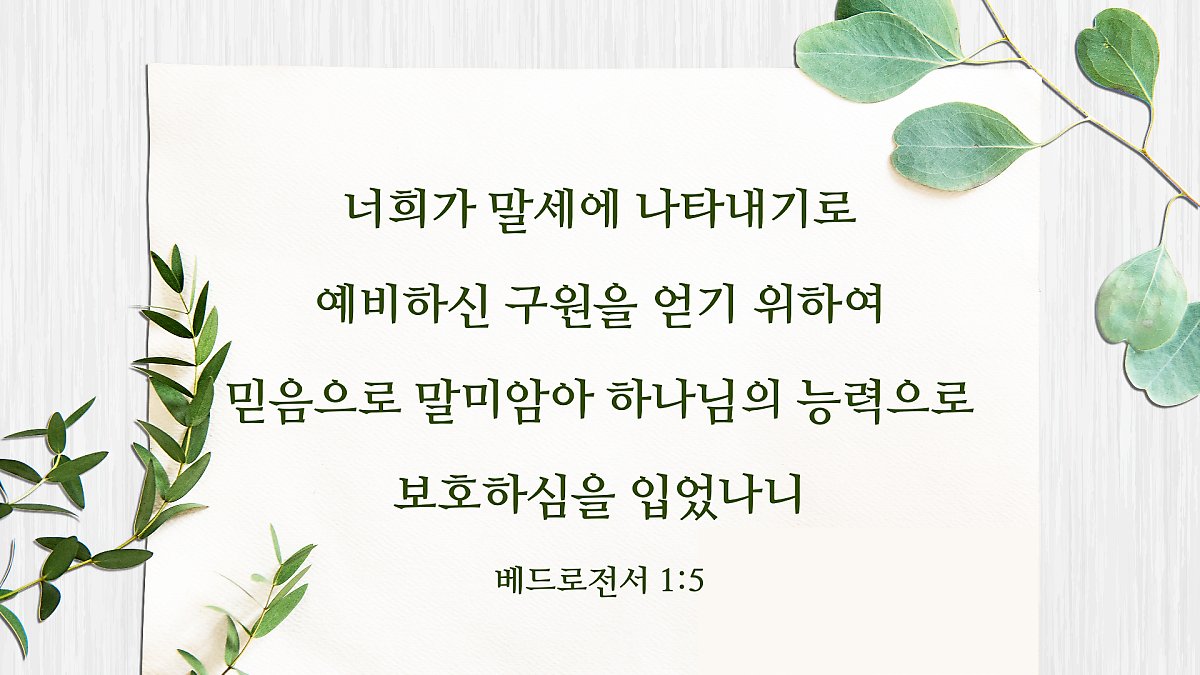 너희가 말세에 나타내기로
예비하신 구원을 얻기 위하여
믿음으로 말미암아 하나님의 능력으로
보호하심을 입었나니
베드로전서 1:5